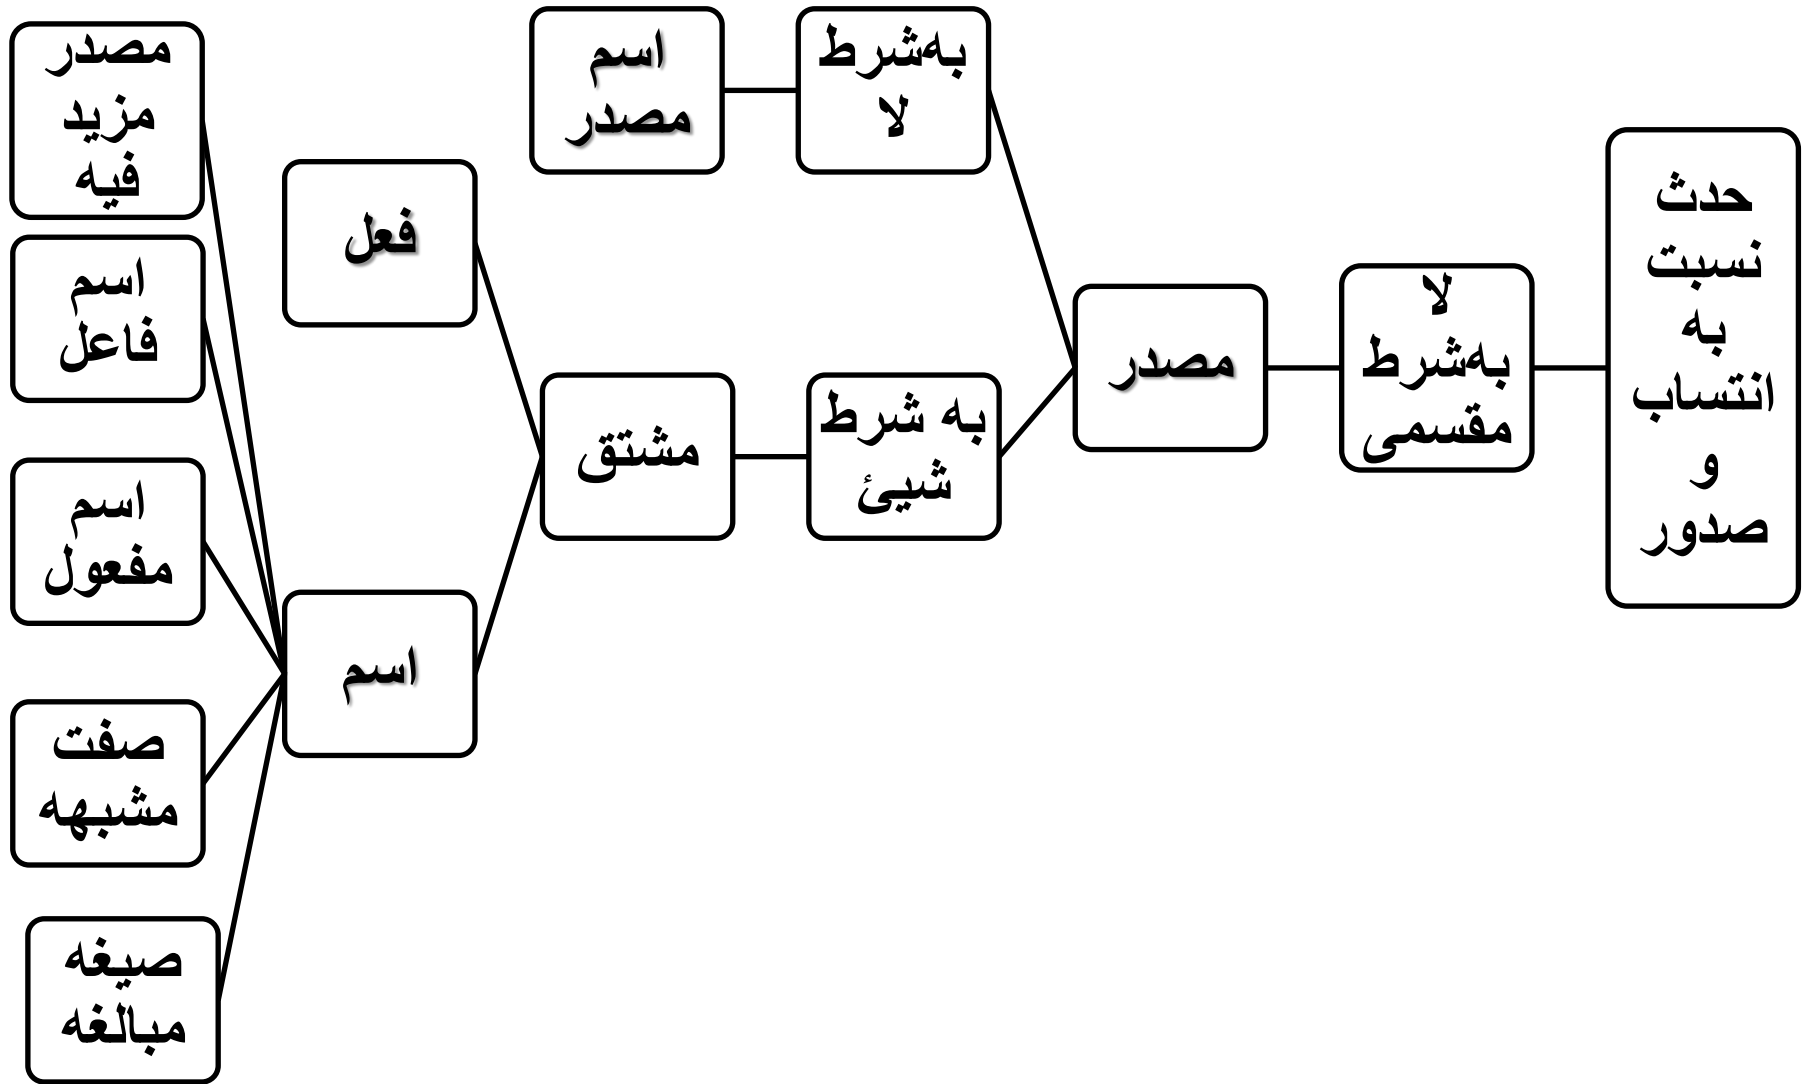 حدث
نسبت
به
انتساب
و
صدور
لا
به‌شرط
مقسمی
مصدر
به‌شرط
لا
اسم
مصدر
به شرط
شیئ
مشتق
فعل
اسم
مصدر
مزید
فیه
اسم
فاعل
اسم
مفعول
صفت
مشبهه
صیغه
مبالغه